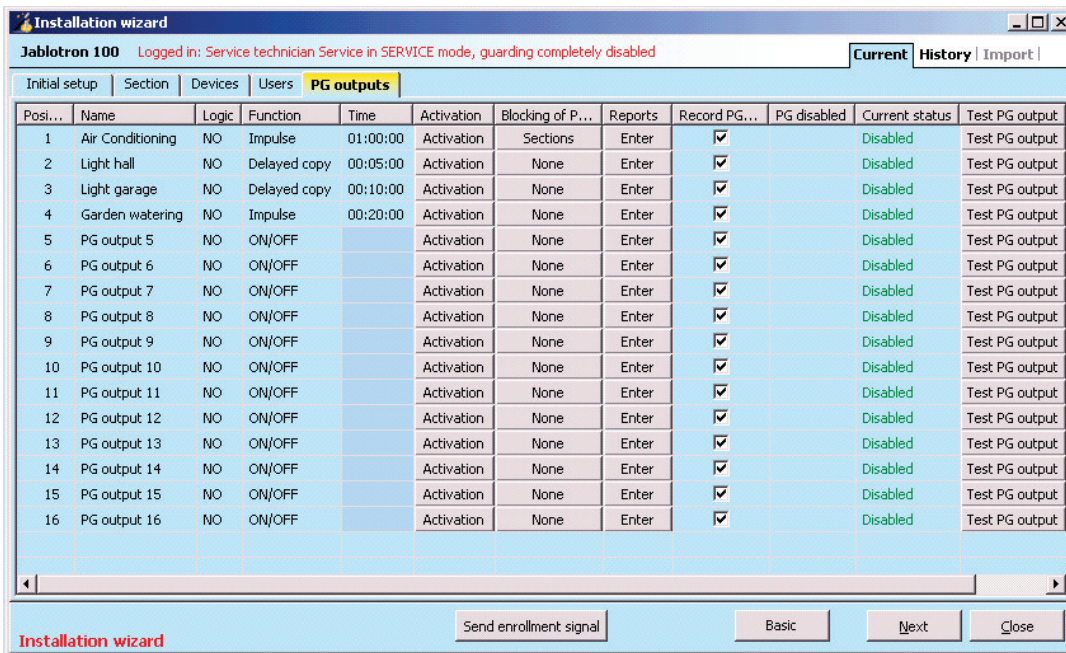 Installation wizard
Jablotron 100 Logged in: Service technician Service in SERVICE mode, guarding completely disabled Current History | Import |
Initial setup Section Devices Users PG outputs
Posi... Name Logic Function Time Activation Blocking of P... Reports Record PG... PG disabled Current status Test PG output
1 Air Conditioning NO Impulse 01:00:00 Activation Sections Enter Disabled Test PG output
2 Light hall NO Delayed copy 00:05:00 Activation None Enter Disabled Test PG output
3 Light garage NO Delayed copy 00:10:00 Activation None Enter Disabled Test PG output
4 Garden watering NO Impulse 00:20:00 Activation None Enter Disabled Test PG output
5 PG output 5 NO ON/OFF Activation None Enter Disabled Test PG output
6 PG output 6 NO ON/OFF Activation None Enter Disabled Test PG output
7 PG output 7 NO ON/OFF Activation None Enter Disabled Test PG output
8 PG output 8 NO ON/OFF Activation None Enter Disabled Test PG output
9 PG output 9 NO ON/OFF Activation None Enter Disabled Test PG output
10 PG output 10 NO ON/OFF Activation None Enter Disabled Test PG output
11 PG output 11 NO ON/OFF Activation None Enter Disabled Test PG output
12 PG output 12 NO ON/OFF Activation None Enter Disabled Test PG output
13 PG output 13 NO ON/OFF Activation None Enter Disabled Test PG output
14 PG output 14 NO ON/OFF Activation None Enter Disabled Test PG output
15 PG output 15 NO ON/OFF Activation None Enter Disabled Test PG output
16 PG output 16 NO ON/OFF Activation None Enter Disabled Test PG output
Send enrollment signal Basic Next Close
Installation wizard